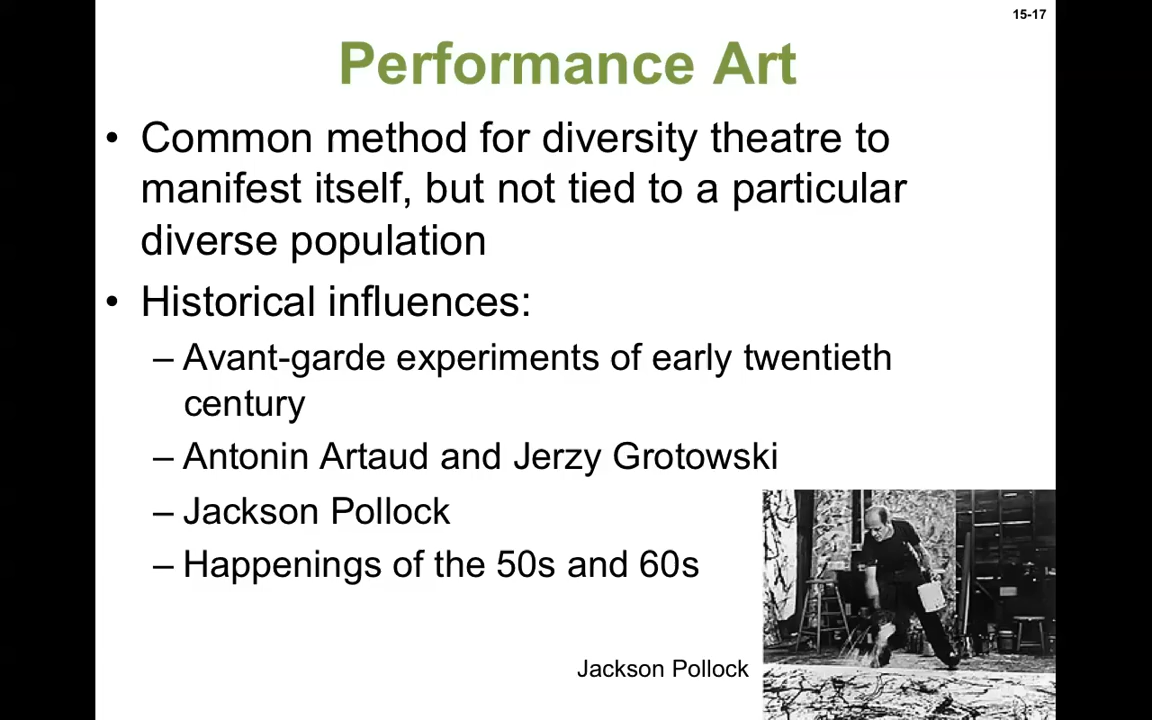 15-17
Performance Art
• Common method for diversity theatre to
manifest itself, but not tied to a particular
diverse population
• Historical influences:
– Avant-garde experiments of early twentieth
century
– Antonin Artaud and Jerzy Grotowski
– Jackson Pollock
– Happenings of the 50s and 60s
Jackson Pollock